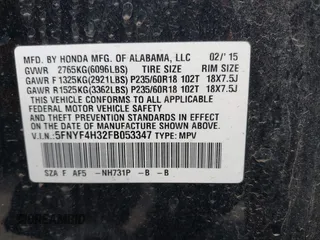 MFD. BY HONDA MFG. OF ALABAMA, LLC 02/'15
GVWR 2765KG(6096LBS) TIRE SIZE RIM SIZE
GAWR F 1325KG(2921LBS) P235/60R18 102T 18X7.5J
GAWR R1525KG(3362LBS) P235/60R18 102T 18X7.5J
THIS VEHICLE CONFORMS TO ALL APPLICABLE
FEDERAL MOTOR VEHICLE SAFETY AND
THEFT PREVENTION STANDARDS IN EFFECT
ON THE DATE OF MANUFACTURE SHOWN ABOVE.
V.I.N.: 5FNYF4H32FB053347 TYPE: MPV
SZA F AF5 -NH731P -B -B